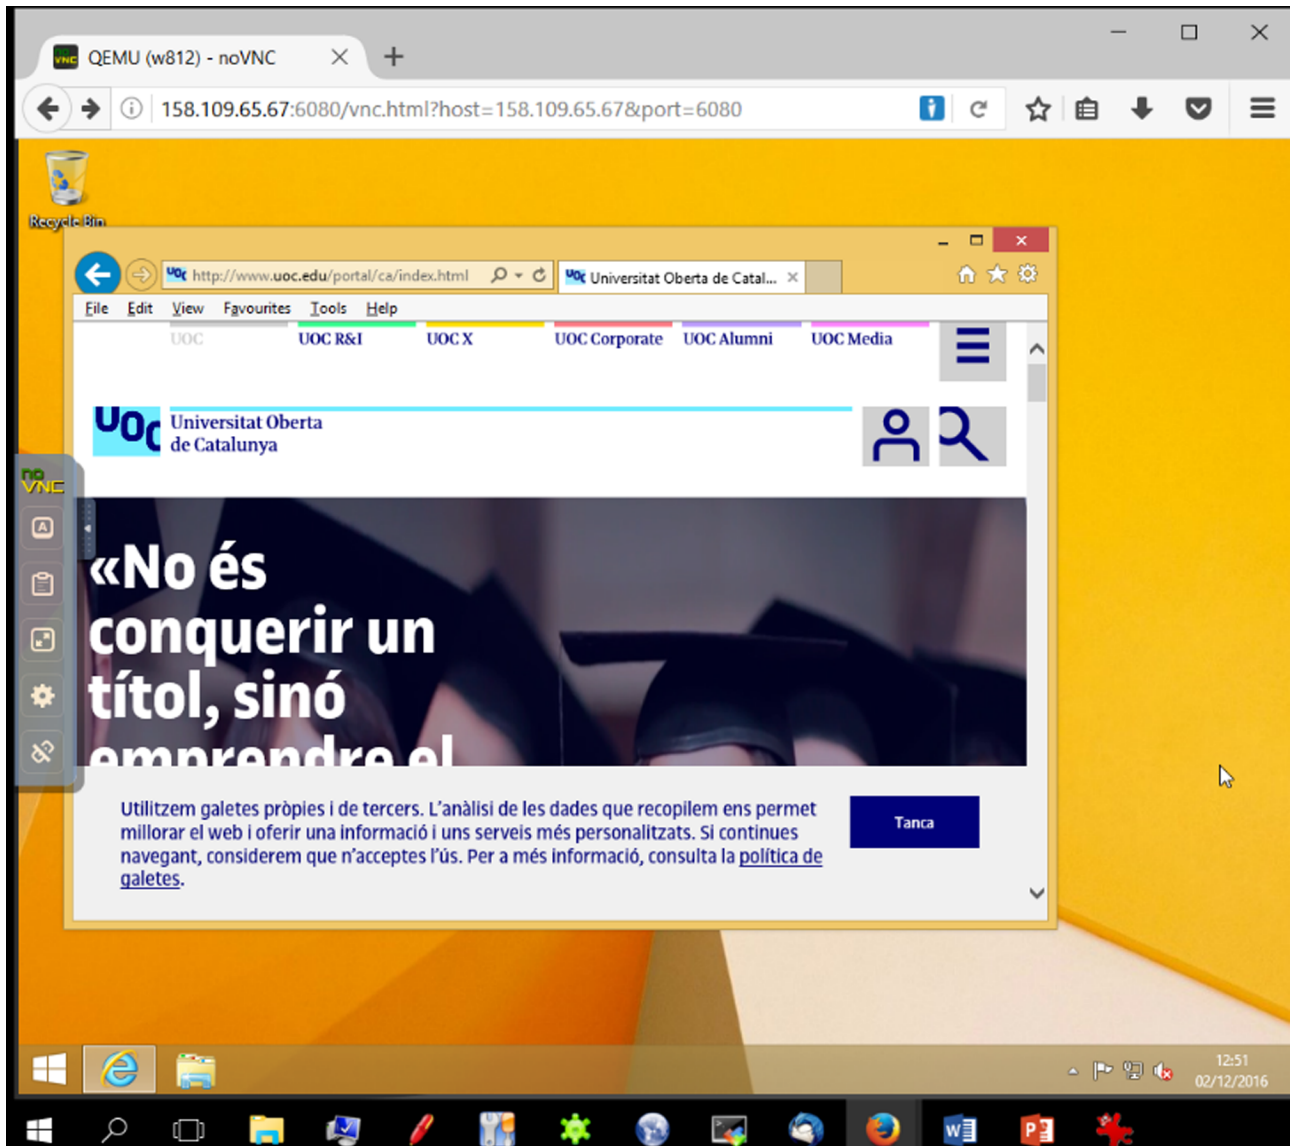 QEMU (w812) - noVNC
158.109.65.67:6080/vnc.html?host=158.109.65.67&port=6080
Recycle Bin
http://www.uoc.edu/portal/ca/index.html
Universitat Oberta de Catal...
File Edit View Favourites Tools Help
UOC UOC R&I UOC X UOC Corporate UOC Alumni UOC Media
UOC
Universitat Oberta
de Catalunya
no
VNC
A
«No és
conquerir un
títol, sinó
emprendre el
Utilitzem galetes pròpies i de tercers. L'anàlisi de les dades que recopilem ens permet
millorar el web i oferir una informació i uns serveis més personalitzats. Si continues
navegant, considerem que n'acceptes l'ús. Per a més informació, consulta la política de
galetes.
Tanca
12:51
02/12/2016